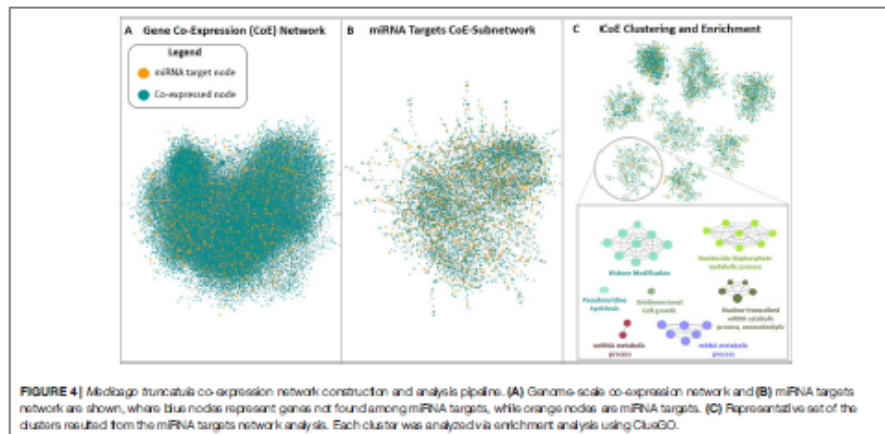 A Gene Co-Expression (CoE) Network
B miRNA Targets CoE-Subnetwork
C CoE Clustering and Enrichment
Legend
miRNA target node
Co-expressed node
Histone Modification
Nucleoside Bisphosphate
metabolic process
Pseudouridine
Synthesis
Unidimensional
Cell growth
Nuclear-transcribed
mRNA catabolic
process, exonucleolytic
metabolic
process
mRNA metabolic
process
FIGURE 4 | Medicago truncatula co-expression network construction and analysis pipeline. (A) Genome-scale co-expression network and (B) miRNA targets
network are shown, where blue nodes represent genes not found among miRNA targets, while orange nodes are miRNA targets. (C) Representative set of the
clusters resulted from the miRNA targets network analysis. Each cluster was analyzed via enrichment analysis using ClueGO.